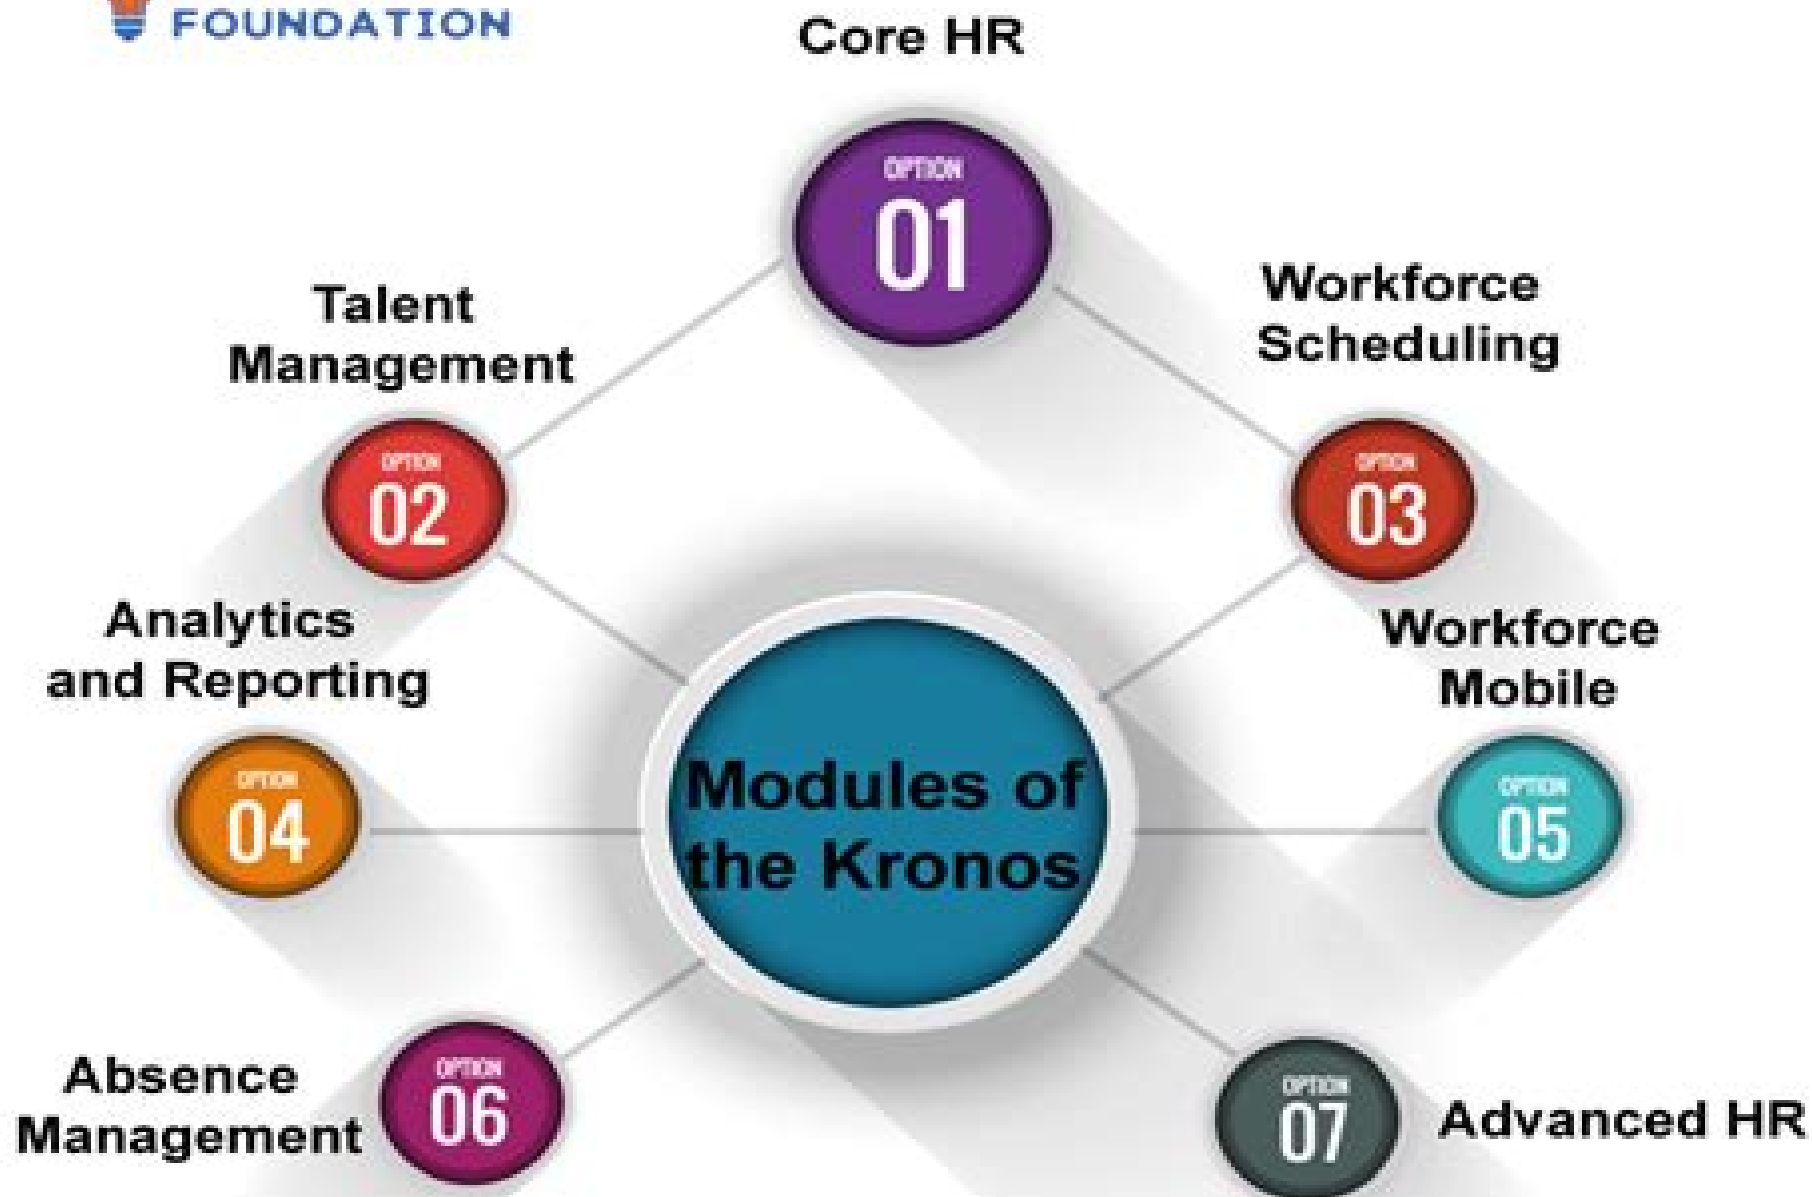 FOUNDATION
Core HR
OPTION
01
Talent
Management
OPTION
02
Workforce
Scheduling
OPTION
03
Analytics
and Reporting
OPTION
04
Modules of
the Kronos
Workforce
Mobile
OPTION
05
Absence
Management
OPTION
06
OPTION
07
Advanced HR